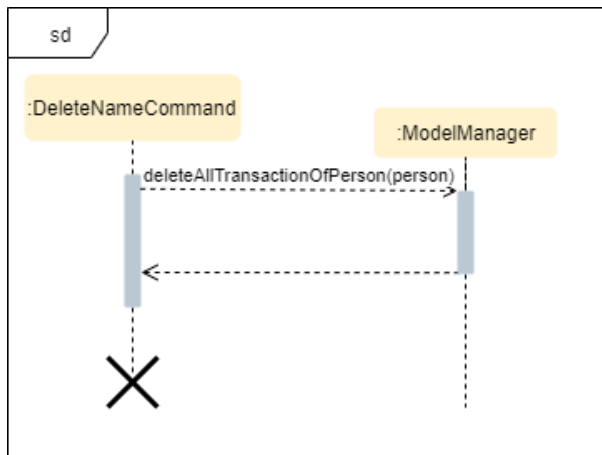 sd
:DeleteNameCommand
:ModelManager
deleteAllTransactionOfPerson(person)